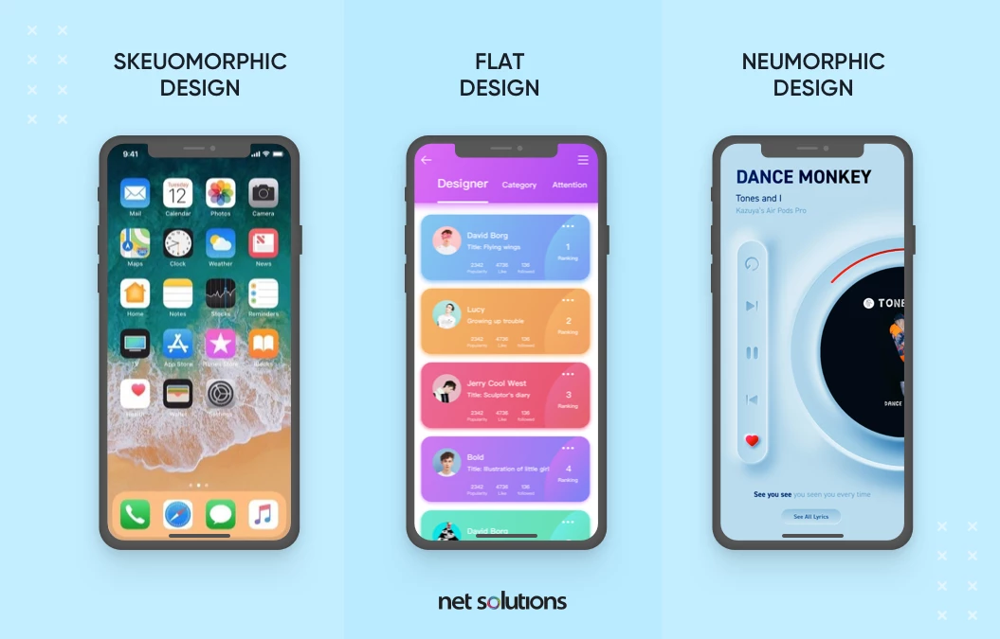 SKEUOMORPHIC
DESIGN
9:41
Tuesday
12
Mail
Calendar
Photos
Camera
Maps
Clock
Weather
News
Home
Notes
Stocks
Reminders
TV
App Store
iTunes Store
iBooks
Health
Wallet
Settings
FLAT
DESIGN
Designer
Category
Attention
David Borg
Title: Flying wings
2342
4736
136
Popularity
Like
followed
1
Ranking
Lucy
Growing up trouble
2342
4736
136
Popularity
Like
followed
2
Ranking
Jerry Cool West
Title: Sculptor's diary
2342
4736
136
Popularity
Like
followed
3
Ranking
Bold
Title: Illustration of little girl
2342
4736
136
Popularity
Like
followed
4
Ranking
David Borg
NEUMORPHIC
DESIGN
DANCE MONKEY
Tones and I
Kazuya's Air Pods Pro
TONE
DANCE
See you see you seen you every time
See All Lyrics
net solutions